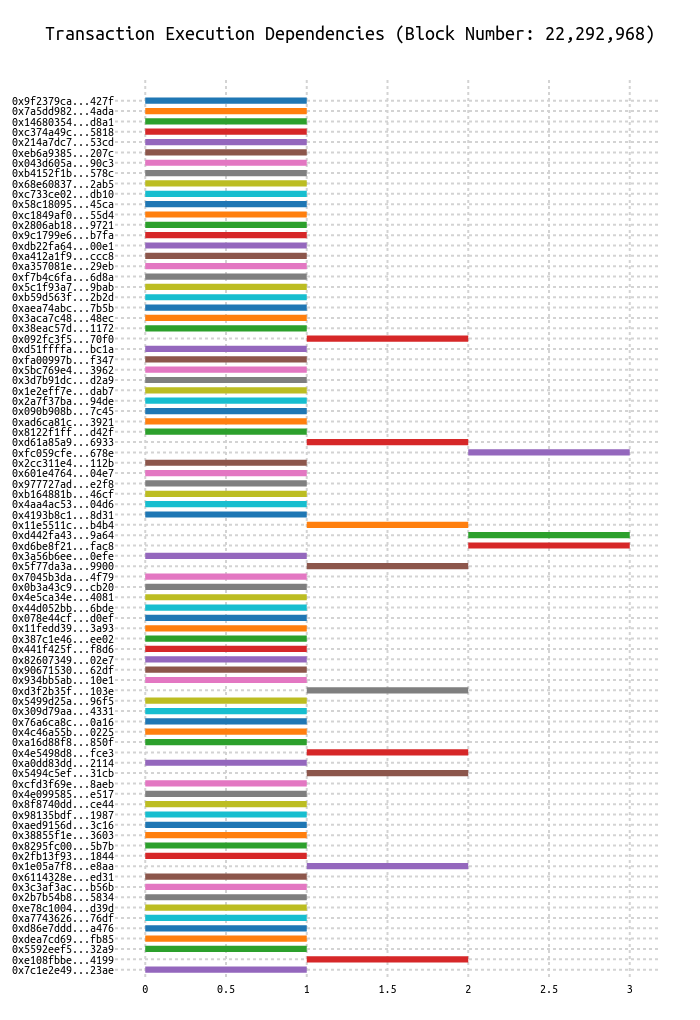 Transaction Execution Dependencies (Block Number: 22,292,968)
0x9f2379ca...427f
0x7a5dd982...4ada
0x14680354...d8a1
0xc374a49c...5818
0x214a7dc7...53cd
0xeb6a9385...207c
0x043d605a...90c3
0xb4152f1b...578c
0x68e60837...2ab5
0xc733ce02...db10
0x58c18095...45ca
0xc1849af0...55d4
0x2806ab18...9721
0x9c1799e6...b7fa
0xdb22fa64...00e1
0xa412a1f9...ccc8
0xa357081e...29eb
0xf7b4c6fa...6d8a
0x5c1f93a7...9bab
0xb59d563f...2b2d
0xaea74abc...7b5b
0x3aca7c48...48ec
0x38eac57d...1172
0x092fc3f5...70f0
0xd51ffffa...bc1a
0xfa00997b...f347
0x5bc769e4...3962
0x3d7b91dc...d2a9
0x1e2eff7e...dab7
0x2a7f37ba...94de
0x090b908b...7c45
0xad6ca81c...3921
0x8122f1ff...d42f
0xd61a85a9...6933
0xfc059cfe...678e
0x2cc311e4...112b
0x601e4764...04e7
0x977727ad...e2f8
0xb164881b...46cf
0x4aa4ac53...04d6
0x4193b8c1...8d31
0x11e5511c...b4b4
0xd442fa43...9a64
0xd6be8f21...fac8
0x3a56b6ee...0efe
0x5f77da3a...9900
0x7045b3da...4f79
0x0b3a43c9...cb20
0x4e5ca34e...4081
0x44d052bb...6bde
0x078e44cf...d0ef
0x11fedd39...3a93
0x387c1e46...ee02
0x441f425f...f8d6
0x82607349...02e7
0x90671530...62df
0x934bb5ab...10e1
0xd3f2b35f...103e
0x5499d25a...96f5
0x309d79aa...4331
0x76a6ca8c...0a16
0x4c46a55b...0225
0xa16d88f8...850f
0x4e5498d8...fce3
0xa0dd83dd...2114
0x5494c5ef...31cb
0xcfd3f69e...8aeb
0x4e099585...e517
0x8f8740dd...ce44
0x98135bdf...1987
0xaed9156d...3c16
0x38855f1e...3603
0x8295fc00...5b7b
0x2fb13f93...1844
0x1e05a7f8...e8aa
0x6114328e...ed31
0x3c3af3ac...b56b
0x2b7b54b8...5834
0xe78c1004...d39d
0xa7743626...76df
0xd86e7ddd...a476
0xdea7cd69...fb85
0x5592eef5...32a9
0xe108fbbe...4199
0x7c1e2e49...23ae
0 0.5 1 1.5 2 2.5 3